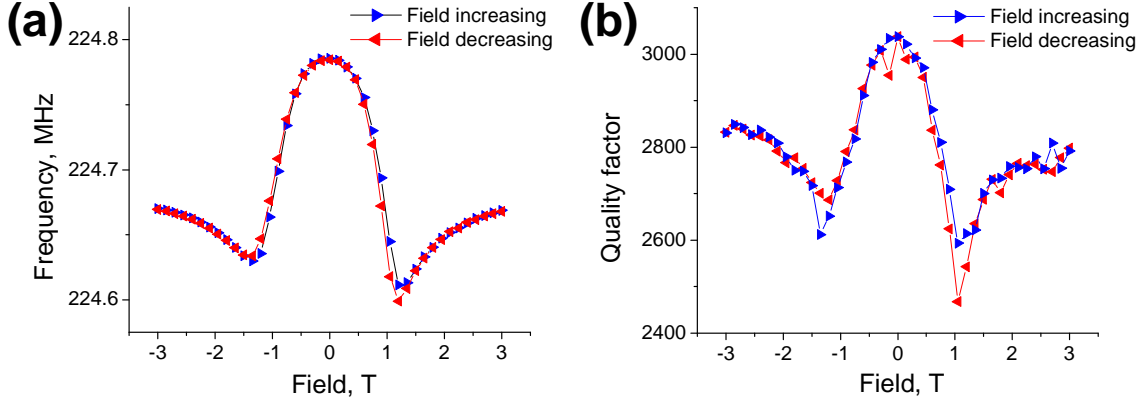 (a)
Field increasing
Field decreasing
224.8
224.7
224.6
Frequency, MHz
-3 -2 -1 0 1 2 3
Field, T
(b)
Field increasing
Field decreasing
3000
2800
2600
2400
Quality factor
-3 -2 -1 0 1 2 3
Field, T